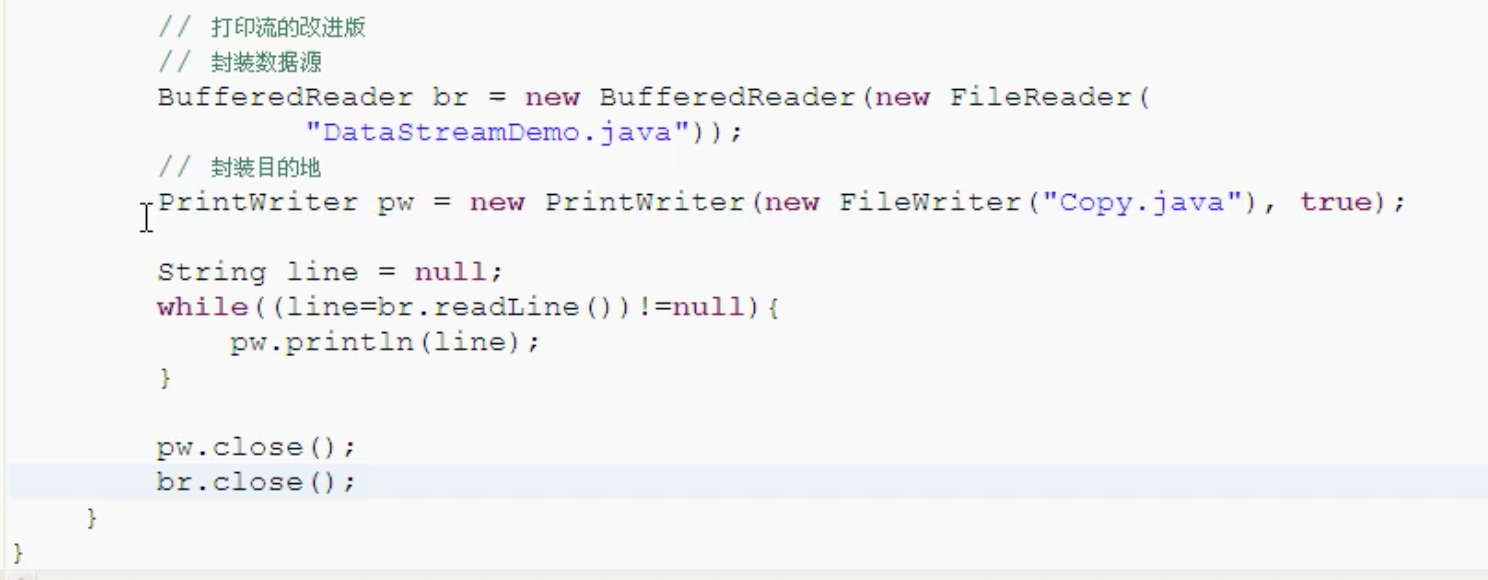 // 打印流的改进版
// 封装数据源
BufferedReader br = new BufferedReader(new FileReader(
"DataStreamDemo.java"));
// 封装目的地
PrintWriter pw = new PrintWriter(new FileWriter("Copy.java"), true);
String line = null;
while((line=br.readLine())!=null){
pw.println(line);
}
pw.close();
br.close();
}
}